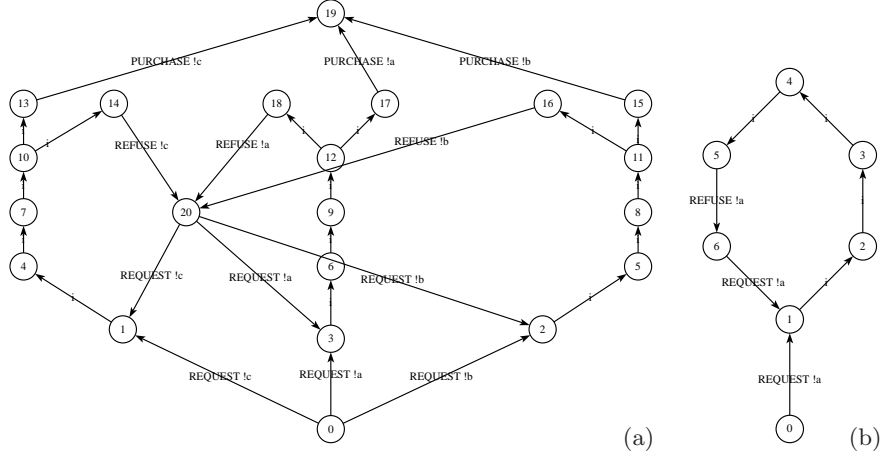 19
PURCHASE !c PURCHASE !a PURCHASE !b
4
13 14 18 17 16 15
i i i i i i
REFUSE !c REFUSE !a REFUSE !b
i i
10 12 11
5 3
i i i
REFUSE !a i
7 20 9 8
i i i
6 2
4 REQUEST !c REQUEST !a 6 REQUEST !b 5
REQUEST !a i
i i i
1
1 3 2
REQUEST !c REQUEST !a REQUEST !b
REQUEST !a
0 (a) 0 (b)